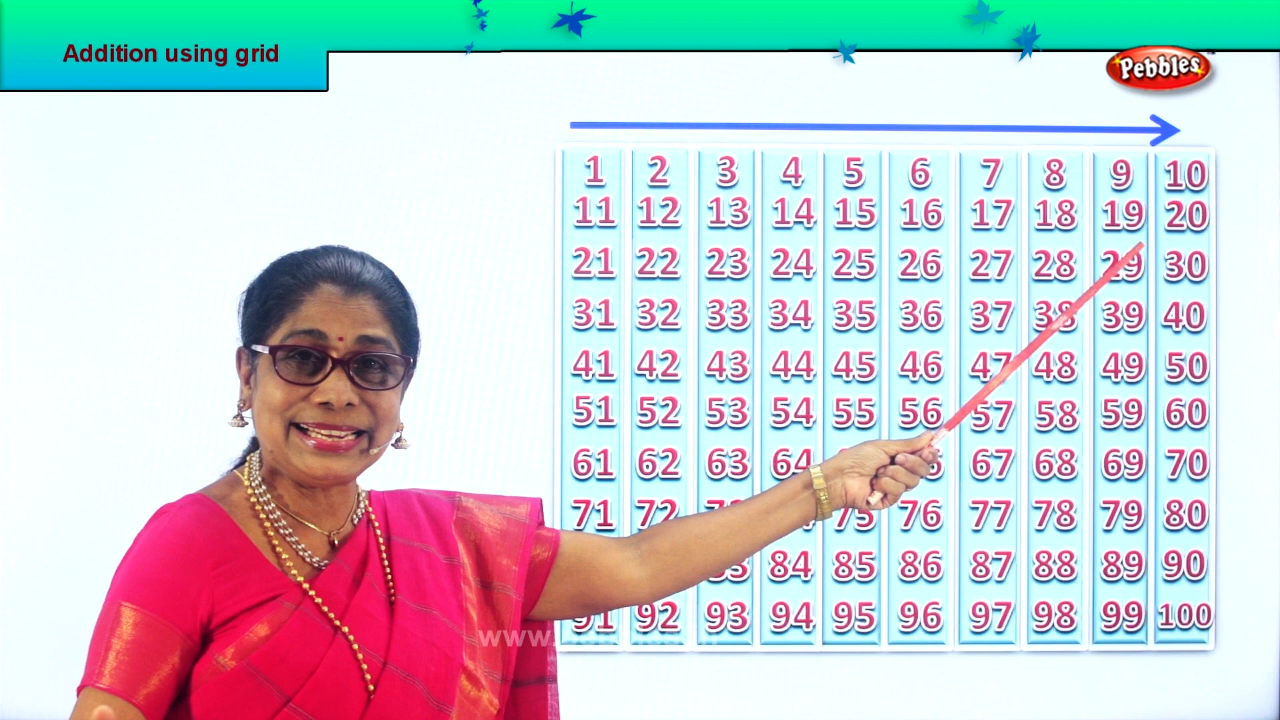 Addition using grid
Pebbles
1 2 3 4 5 6 7 8 9 10
11 12 13 14 15 16 17 18 19 20
21 22 23 24 25 26 27 28 29 30
31 32 33 34 35 36 37 38 39 40
41 42 43 44 45 46 47 48 49 50
51 52 53 54 55 56 57 58 59 60
61 62 63 64 67 68 69 70
71 72 75 76 77 78 79 80
84 85 86 87 88 89 90
91 92 93 94 95 96 97 98 99 100